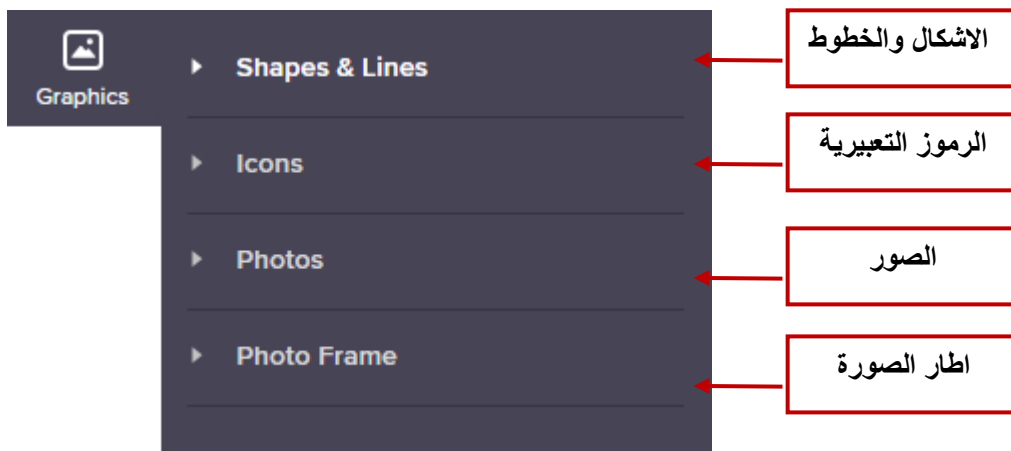 Graphics
Shapes & Lines
الاشكال والخطوط
Icons
الرموز التعبيرية
Photos
الصور
Photo Frame
اطار الصورة